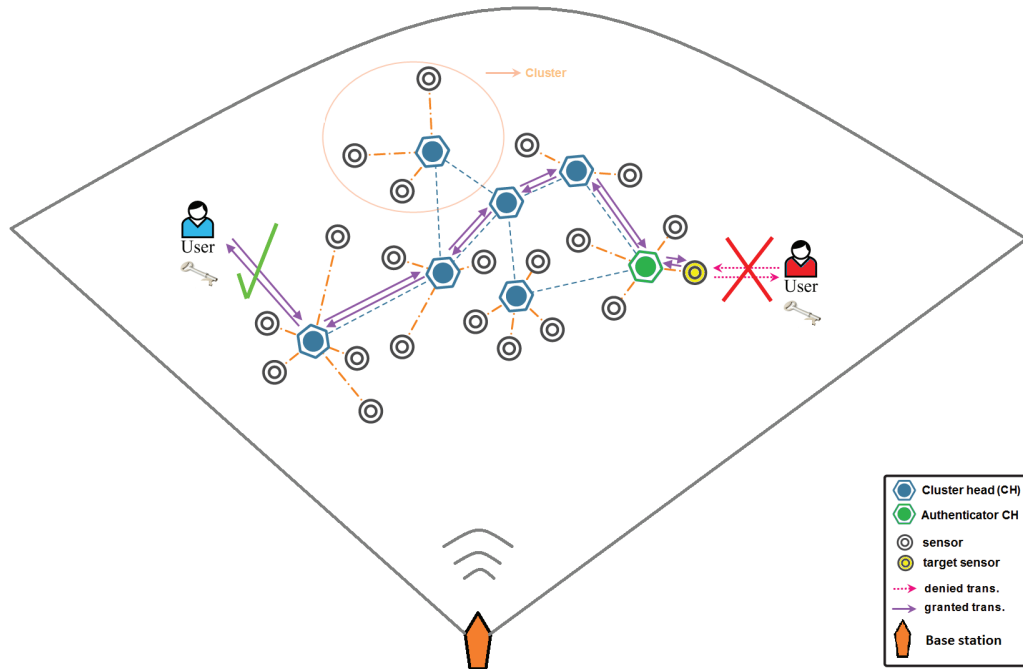 Cluster
User
User
Cluster head (CH)
Authenticator CH
sensor
target sensor
denied trans.
granted trans.
Base station